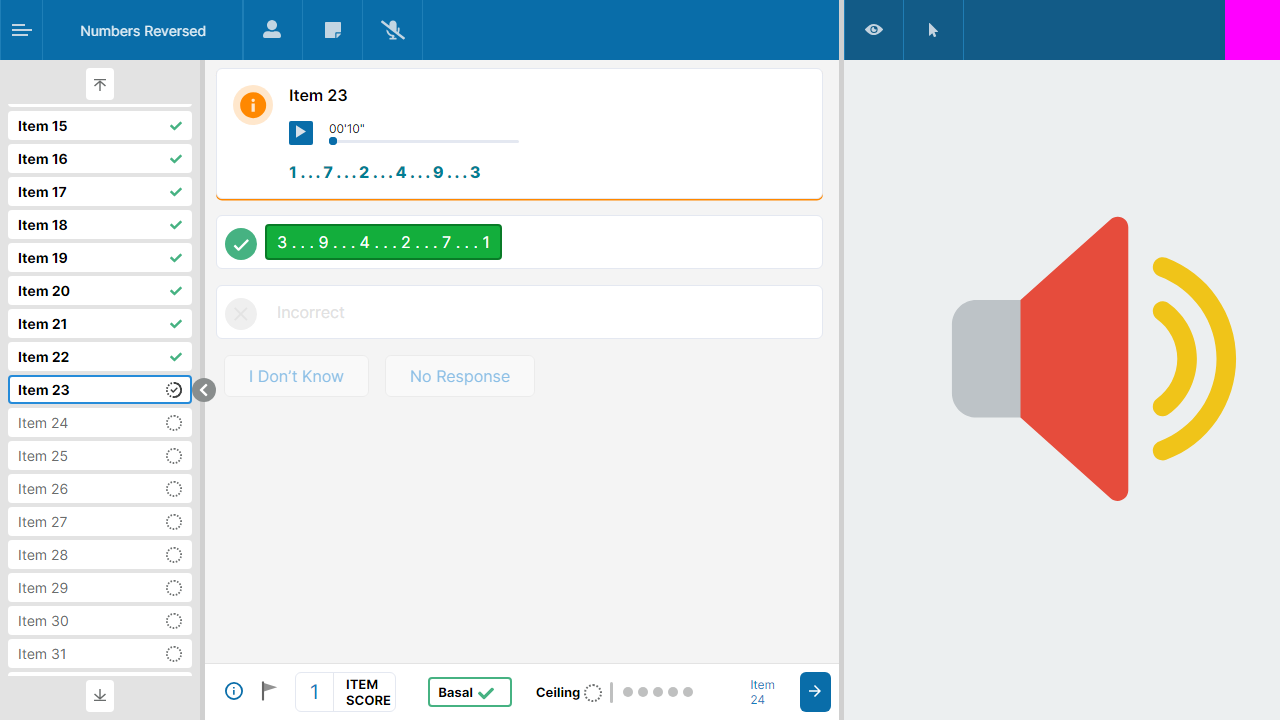 Numbers Reversed
Item 15
Item 16
Item 17
Item 18
Item 19
Item 20
Item 21
Item 22
Item 23
Item 24
Item 25
Item 26
Item 27
Item 28
Item 29
Item 30
Item 31
Item 23
00'10"
1 . . . 7 . . . 2 . . . 4 . . . 9 . . . 3
3 . . . 9 . . . 4 . . . 2 . . . 7 . . . 1
Incorrect
I Don't Know
No Response
1
ITEM
SCORE
Basal
Ceiling
Item
24